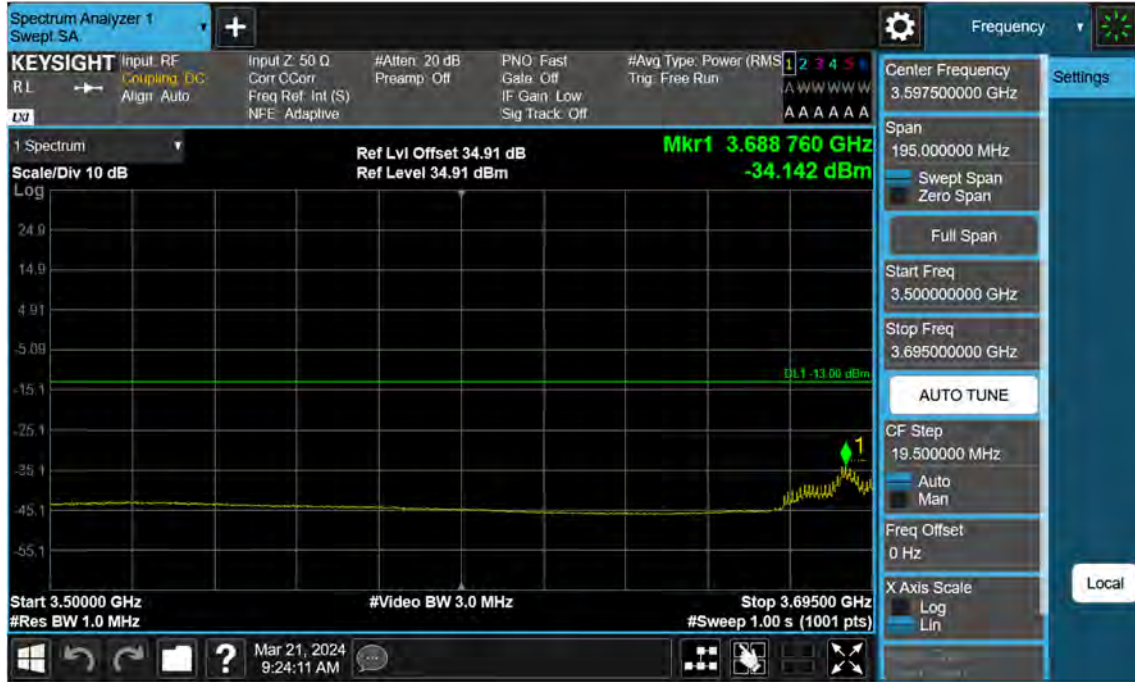 Spectrum Analyzer 1
Swept SA
Frequency
KEYSIGHT
RL
LXI
Input: RF
Coupling: DC
Align: Auto
Input Z: 50 Ω
Corr CCorr
Freq Ref: Int (S)
NFE: Adaptive
#Atten: 20 dB
Preamp: Off
PNO: Fast
Gate: Off
IF Gain: Low
Sig Track: Off
#Avg Type: Power (RMS
Trig: Free Run
1 2 3 4 5 6
A W W W W W
A A A A A A
1 Spectrum
Scale/Div 10 dB
Log
Ref Lvl Offset 34.91 dB
Ref Level 34.91 dBm
Mkr1 3.688 760 GHz
-34.142 dBm
24.9
14.9
4.91
-5.09
-15.1
-25.1
-35.1
-45.1
-55.1
DL1 -13.00 dBm
1
Start 3.50000 GHz
#Res BW 1.0 MHz
#Video BW 3.0 MHz
Stop 3.69500 GHz
#Sweep 1.00 s (1001 pts)
Mar 21, 2024
9:24:11 AM
Center Frequency
3.597500000 GHz
Span
195.000000 MHz
Swept Span
Zero Span
Full Span
Start Freq
3.500000000 GHz
Stop Freq
3.695000000 GHz
AUTO TUNE
CF Step
19.500000 MHz
Auto
Man
Freq Offset
0 Hz
X Axis Scale
Log
Lin
Settings
Local